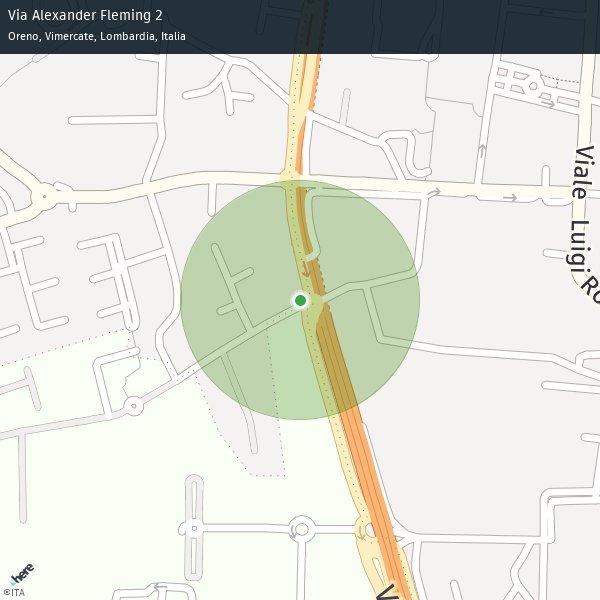 Via Alexander Fleming 2
Oreno, Vimercate, Lombardia, Italia
Viale Luigi Ro
V
here
©ITA